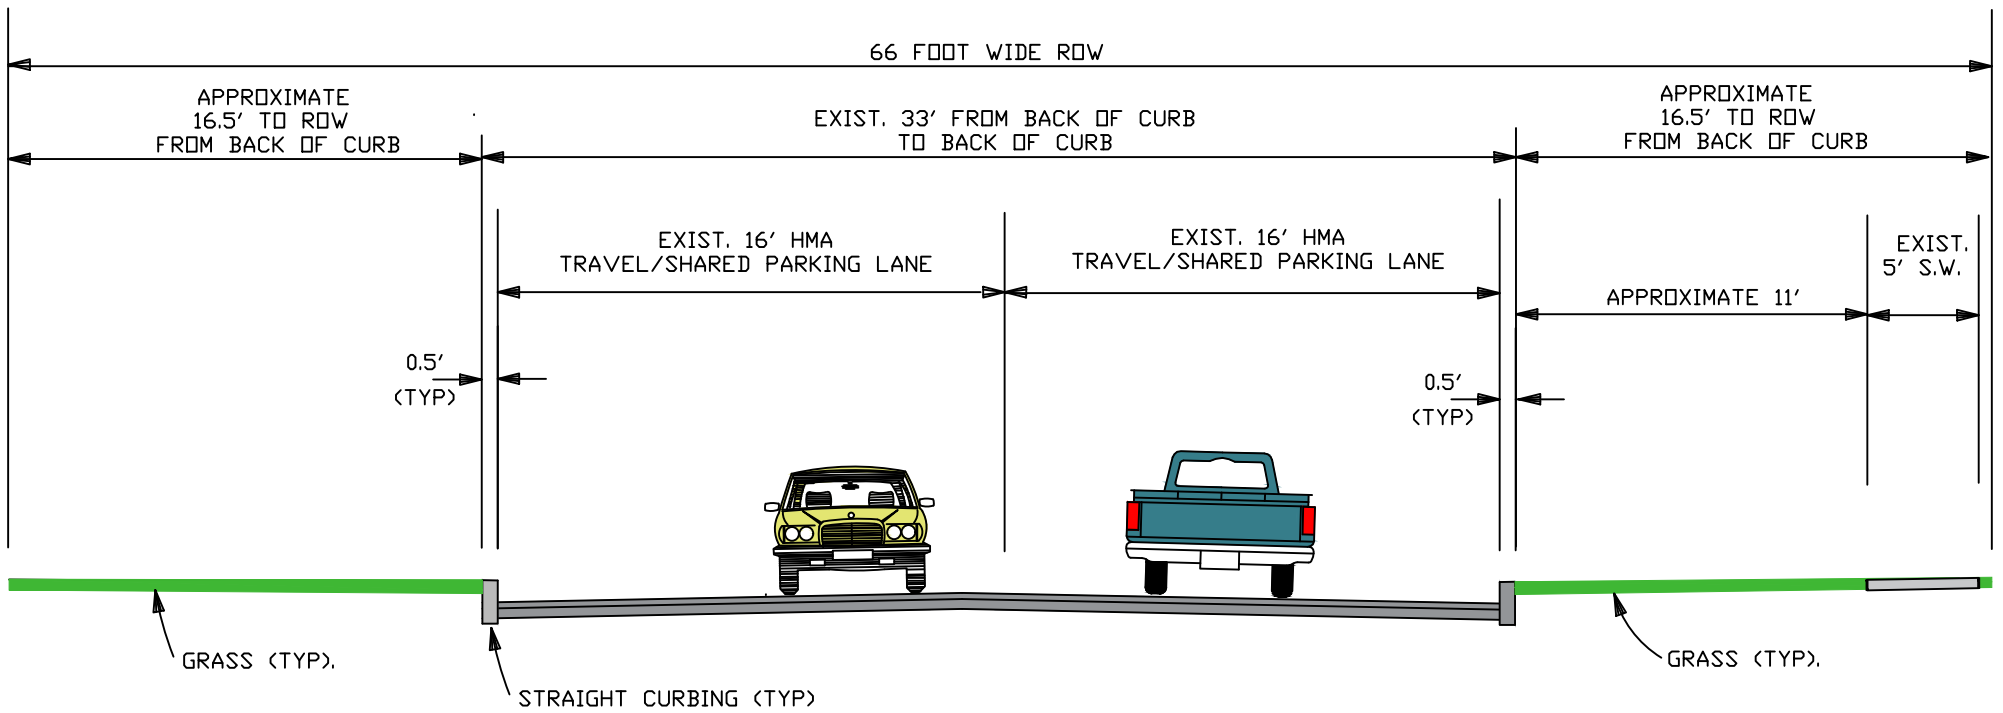 66 FOOT WIDE ROW
APPROXIMATE
16.5' TO ROW
FROM BACK OF CURB
EXIST. 33' FROM BACK OF CURB
TO BACK OF CURB
APPROXIMATE
16.5' TO ROW
FROM BACK OF CURB
EXIST. 16' HMA
TRAVEL/SHARED PARKING LANE
EXIST. 16' HMA
TRAVEL/SHARED PARKING LANE
EXIST.
5' S.W.
APPROXIMATE 11'
0.5'
(TYP)
0.5'
(TYP)
GRASS (TYP).
STRAIGHT CURBING (TYP)
GRASS (TYP).